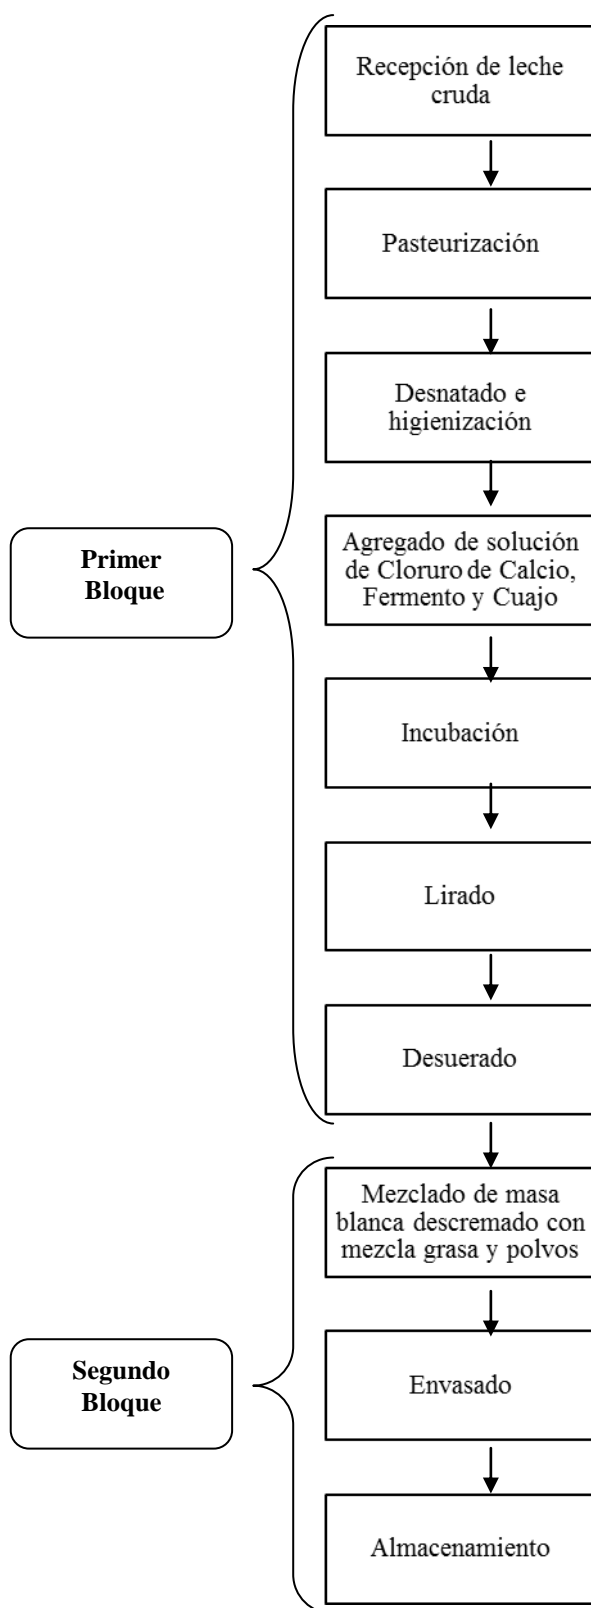 Recepción de leche
cruda
Pasteurización
Desnatado e
higienización
Agregado de solución
de Cloruro de Calcio,
Fermento y Cuajo
Primer
Bloque
Incubación
Lirado
Desuerado
Mezclado de masa
blanca descremado con
mezcla grasa y polvos
Segundo
Bloque
Envasado
Almacenamiento